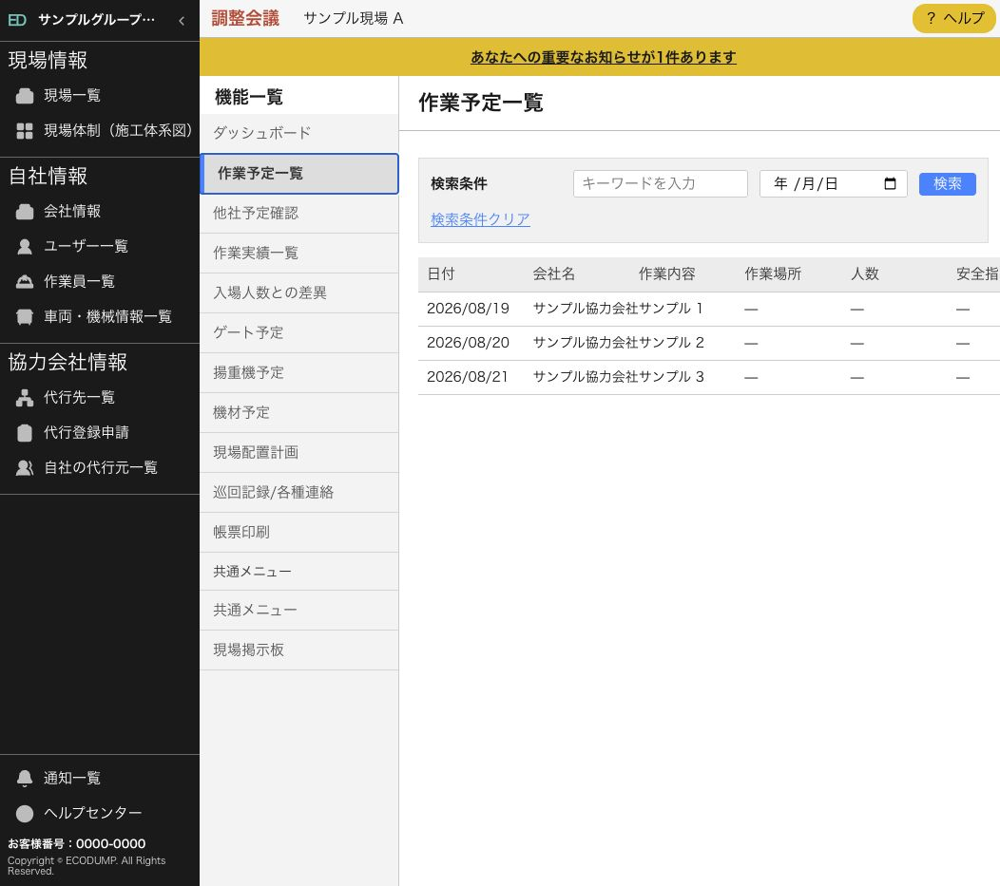 ED サンプルグループ…
現場情報
現場一覧
現場体制（施工体系図）
自社情報
会社情報
ユーザー一覧
作業員一覧
車両・機械情報一覧
協力会社情報
代行先一覧
代行登録申請
自社の代行元一覧
通知一覧
ヘルプセンター
お客様番号：0000-0000
Copyright © ECODUMP. All Rights
Reserved.
調整会議 サンプル現場 A
? ヘルプ
あなたへの重要なお知らせが1件あります
機能一覧
ダッシュボード
作業予定一覧
他社予定確認
作業実績一覧
入場人数との差異
ゲート予定
揚重機予定
機材予定
現場配置計画
巡回記録/各種連絡
帳票印刷
共通メニュー
共通メニュー
現場掲示板
作業予定一覧
検索条件 キーワードを入力 年 /月/日 検索
検索条件クリア
日付 会社名 作業内容 作業場所 人数 安全指
2026/08/19 サンプル協力会社 サンプル 1 — — —
2026/08/20 サンプル協力会社 サンプル 2 — — —
2026/08/21 サンプル協力会社 サンプル 3 — — —